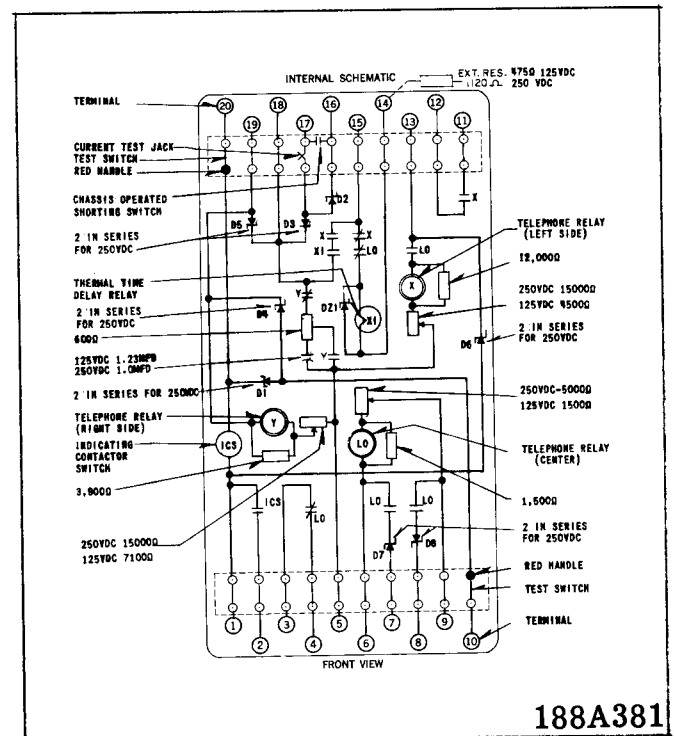 INTERNAL SCHEMATIC
EXT. RES. 475Ω 125VDC
1120 Ω 250 VDC
TERMINAL
20
19
18
17
16
15
14
13
12
11
CURRENT TEST JACK
TEST SWITCH
RED HANDLE
CHASSIS OPERATED
SHORTING SWITCH
D5
D3
D2
X
X
X
X1
LO
LO
2 IN SERIES
FOR 250VDC
TELEPHONE RELAY
(LEFT SIDE)
12,000Ω
X
THERMAL TIME
DELAY RELAY
2 IN SERIES
FOR 250VDC
D4
Y
DZ1
X1
250VDC 15000Ω
125VDC 4500Ω
600Ω
D6
2 IN SERIES
FOR 250VDC
125VDC 1.23MFD
250VDC 1.0MFD
Y
2 IN SERIES FOR 250VDC
D1
250VDC-5000Ω
125VDC 1500Ω
TELEPHONE RELAY
(RIGHT SIDE)
Y
INDICATING
CONTACTOR
SWITCH
ICS
LO
TELEPHONE RELAY
(CENTER)
3,900Ω
1,500Ω
ICS
LO
LO
LO
250VDC 15000Ω
125VDC 7100Ω
D7
D8
2 IN SERIES
FOR 250VDC
RED HANDLE
TEST SWITCH
1
2
3
4
5
6
7
8
9
10
TERMINAL
FRONT VIEW
188A381